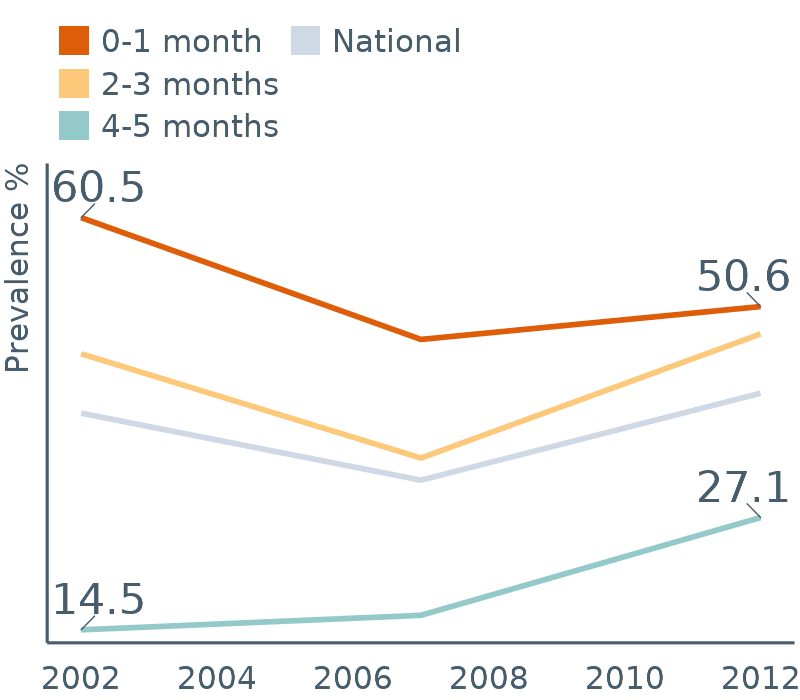 0-1 month National
2-3 months
4-5 months
Prevalence %
60.5
50.6
27.1
14.5
2002 2004 2006 2008 2010 2012